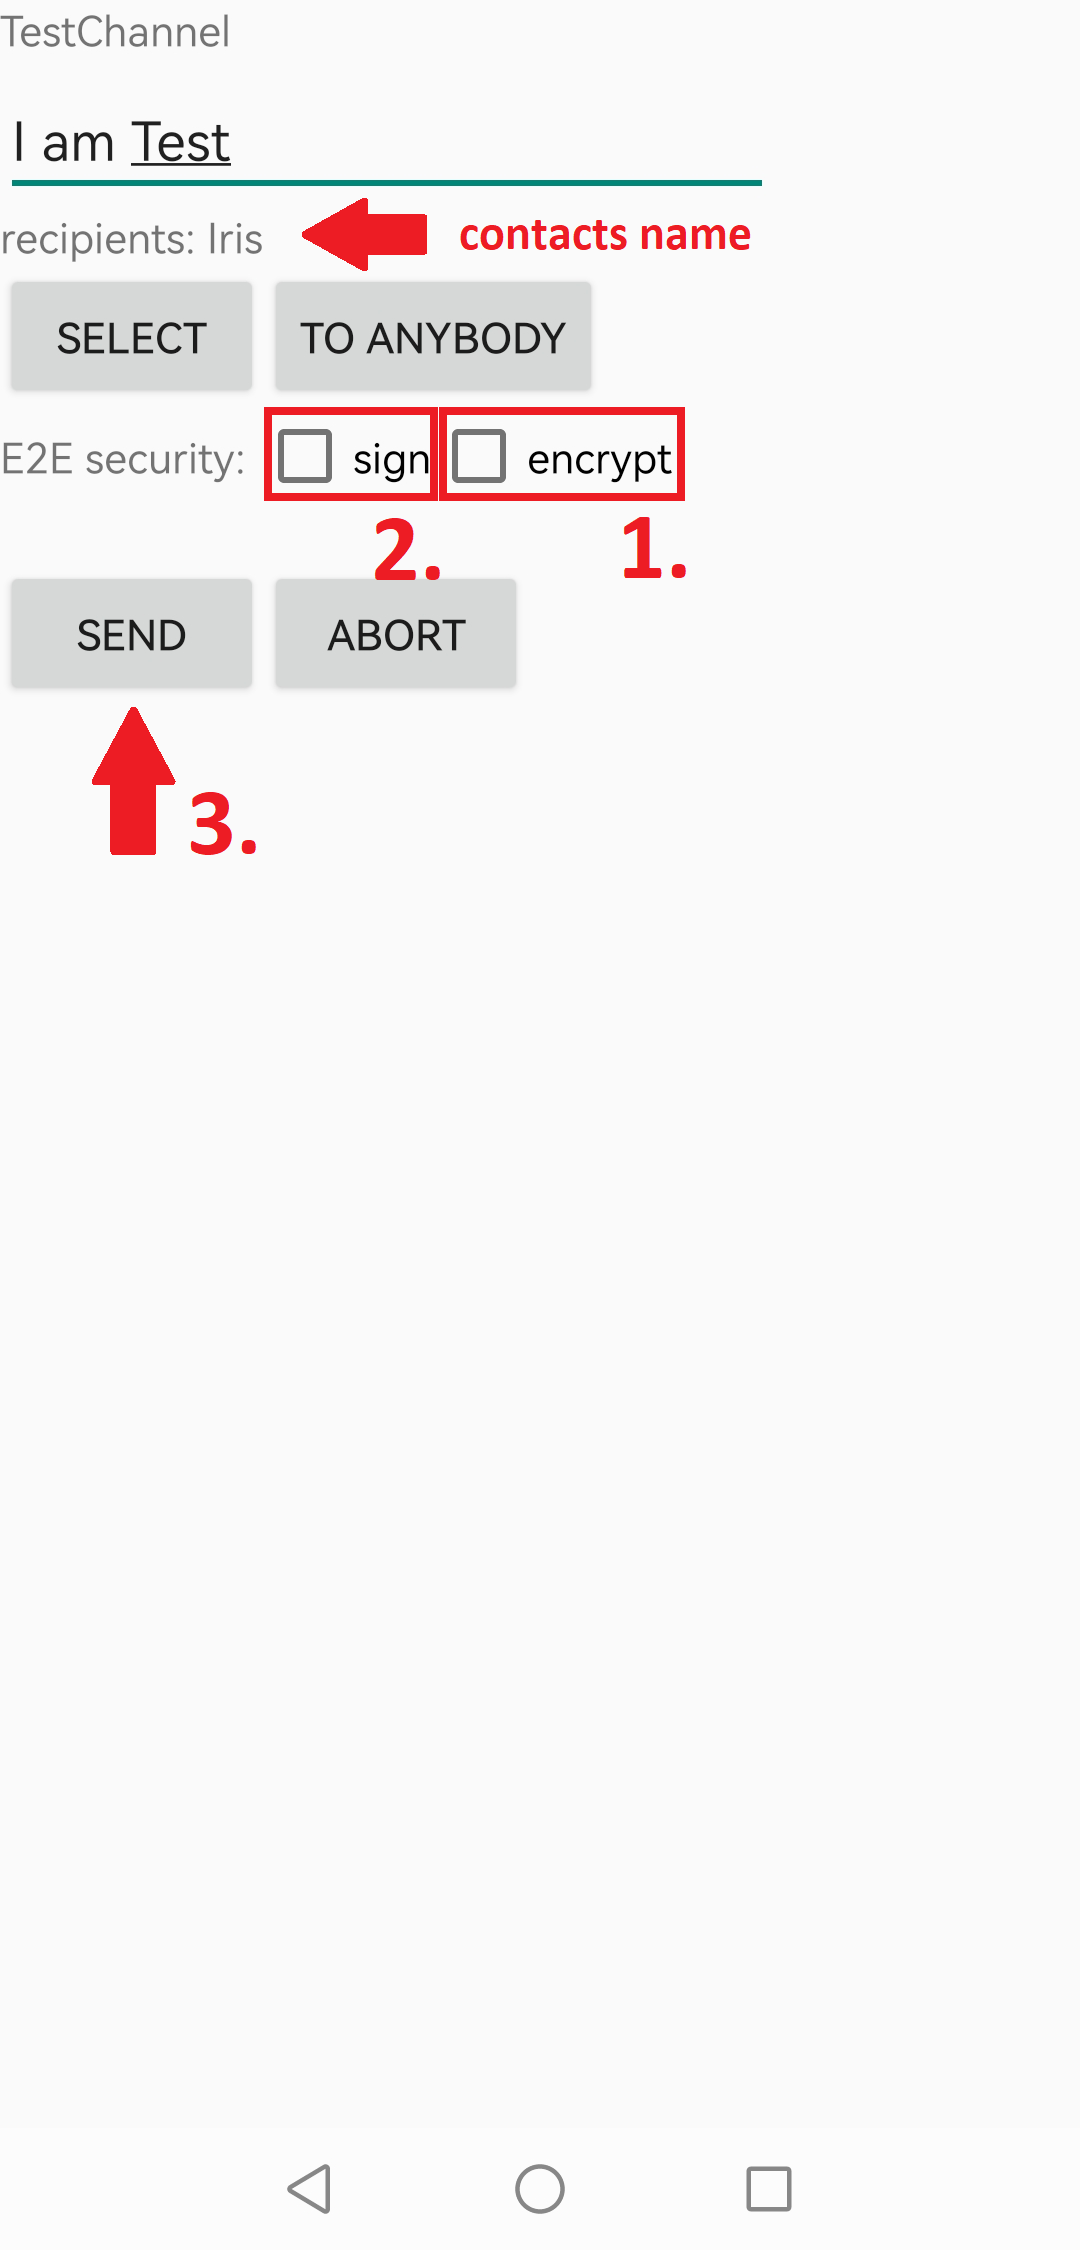 TestChannel
I am Test
recipients: Iris
contacts name
SELECT
TO ANYBODY
E2E security:
sign
encrypt
2.
1.
SEND
ABORT
3.